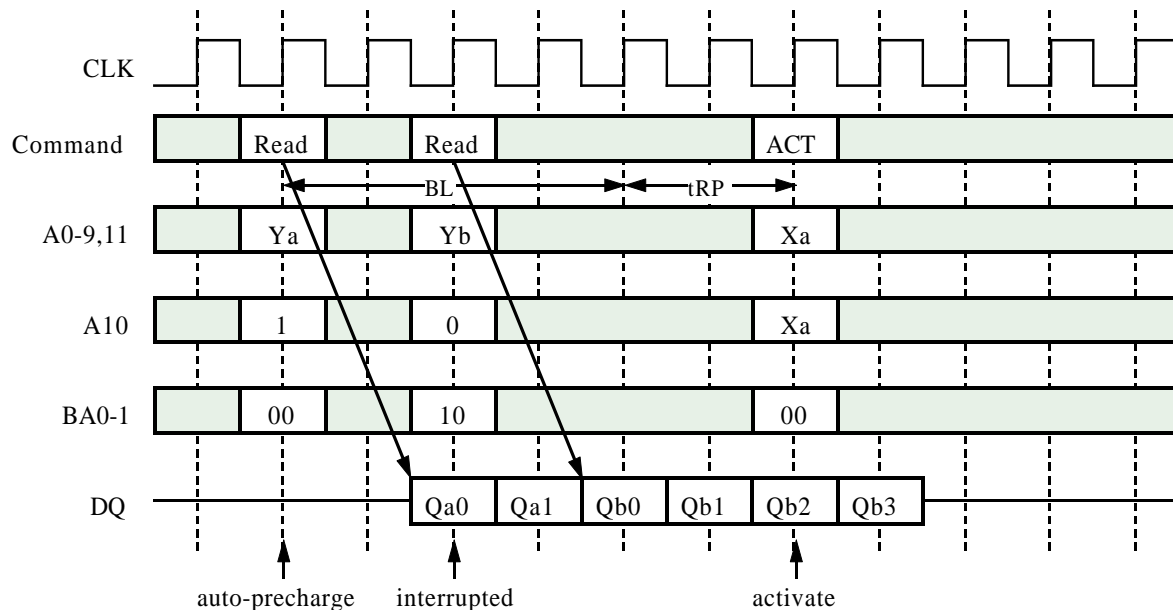 CLK
Command Read Read ACT
BL tRP
A0-9,11 Ya Yb Xa
A10 1 0 Xa
BA0-1 00 10 00
DQ Qa0 Qa1 Qb0 Qb1 Qb2 Qb3
auto-precharge interrupted activate